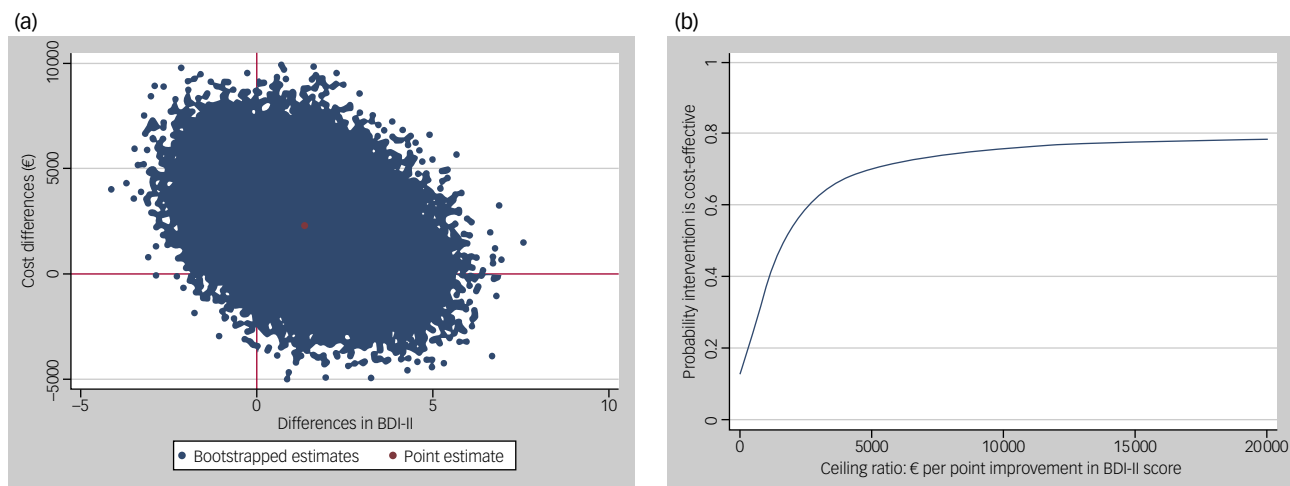 (a)
10000
5000
0
−5000
Cost differences (€)
−5
0
5
10
Differences in BDI-II
Bootstrapped estimates
Point estimate
(b)
1
0.8
0.6
0.4
0.2
0
Probability intervention is cost-effective
0
5000
10000
15000
20000
Ceiling ratio: € per point improvement in BDI-II score